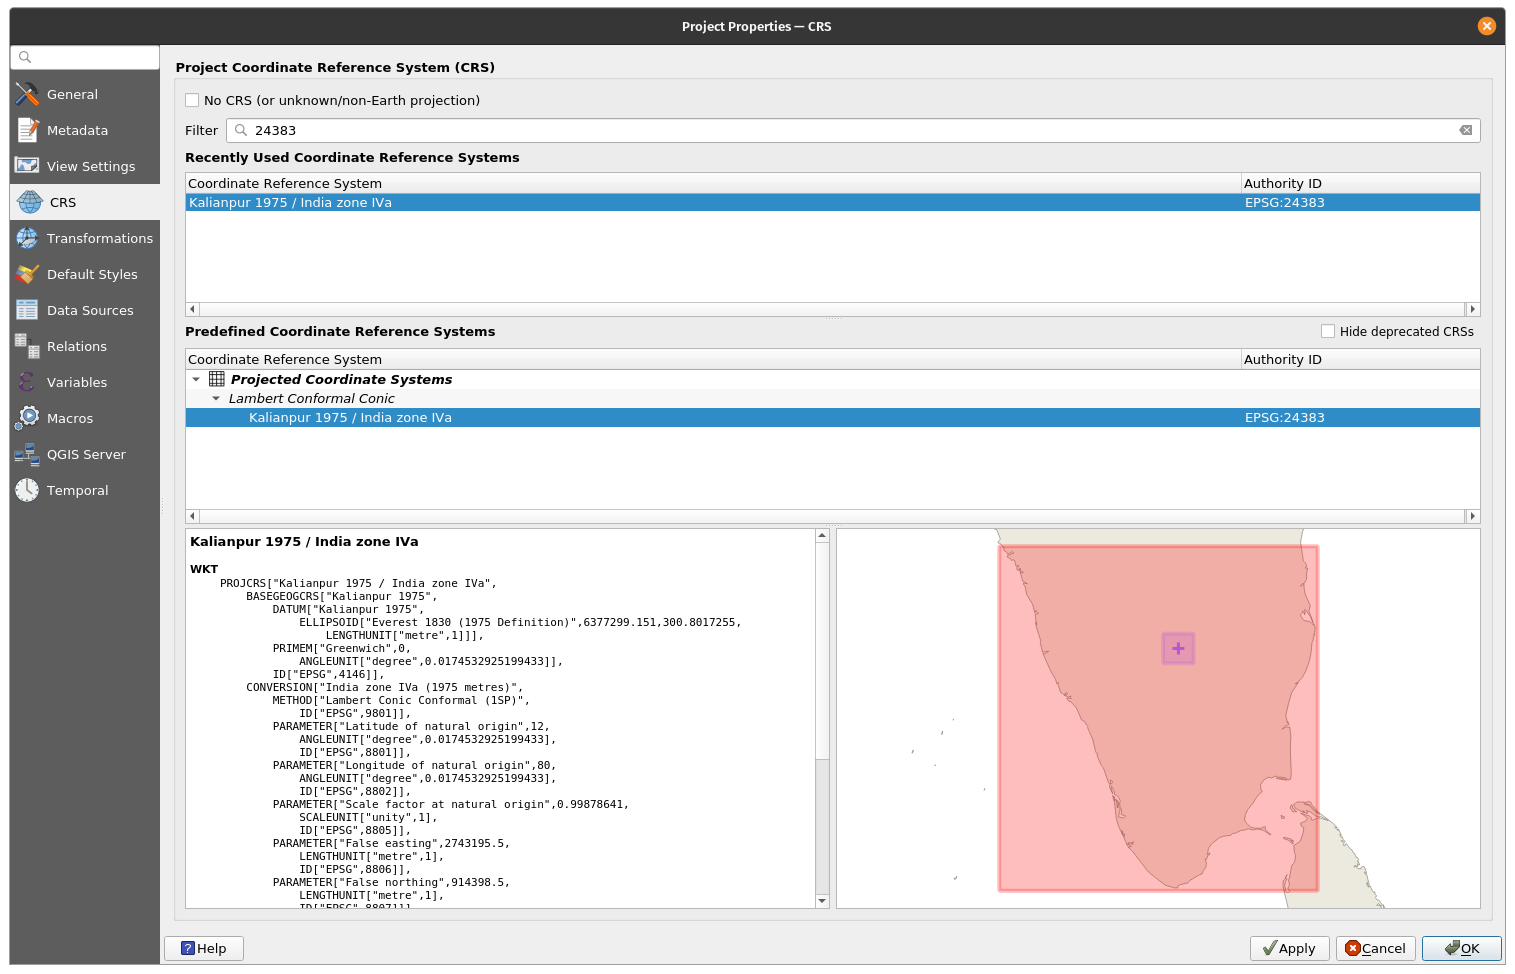 Project Properties — CRS
General
Metadata
View Settings
CRS
Transformations
Default Styles
Data Sources
Relations
Variables
Macros
QGIS Server
Temporal
Project Coordinate Reference System (CRS)
No CRS (or unknown/non-Earth projection)
Filter 24383
Recently Used Coordinate Reference Systems
Coordinate Reference System Authority ID
Kalianpur 1975 / India zone IVa EPSG:24383
Predefined Coordinate Reference Systems Hide deprecated CRSs
Coordinate Reference System Authority ID
Projected Coordinate Systems
Lambert Conformal Conic
Kalianpur 1975 / India zone IVa EPSG:24383
Kalianpur 1975 / India zone IVa
WKT
PROJCRS["Kalianpur 1975 / India zone IVa",
BASEGEOGCRS["Kalianpur 1975",
DATUM["Kalianpur 1975",
ELLIPSOID["Everest 1830 (1975 Definition)",6377299.151,300.8017255,
LENGTHUNIT["metre",1]]],
PRIMEM["Greenwich",0,
ANGLEUNIT["degree",0.0174532925199433]],
ID["EPSG",4146]],
CONVERSION["India zone IVa (1975 metres)",
METHOD["Lambert Conic Conformal (1SP)",
ID["EPSG",9801]],
PARAMETER["Latitude of natural origin",12,
ANGLEUNIT["degree",0.0174532925199433],
ID["EPSG",8801]],
PARAMETER["Longitude of natural origin",80,
ANGLEUNIT["degree",0.0174532925199433],
ID["EPSG",8802]],
PARAMETER["Scale factor at natural origin",0.99878641,
SCALEUNIT["unity",1],
ID["EPSG",8805]],
PARAMETER["False easting",2743195.5,
LENGTHUNIT["metre",1],
ID["EPSG",8806]],
PARAMETER["False northing",914398.5,
LENGTHUNIT["metre",1],
ID["EPSG",8807]]
Help
Apply
Cancel
OK